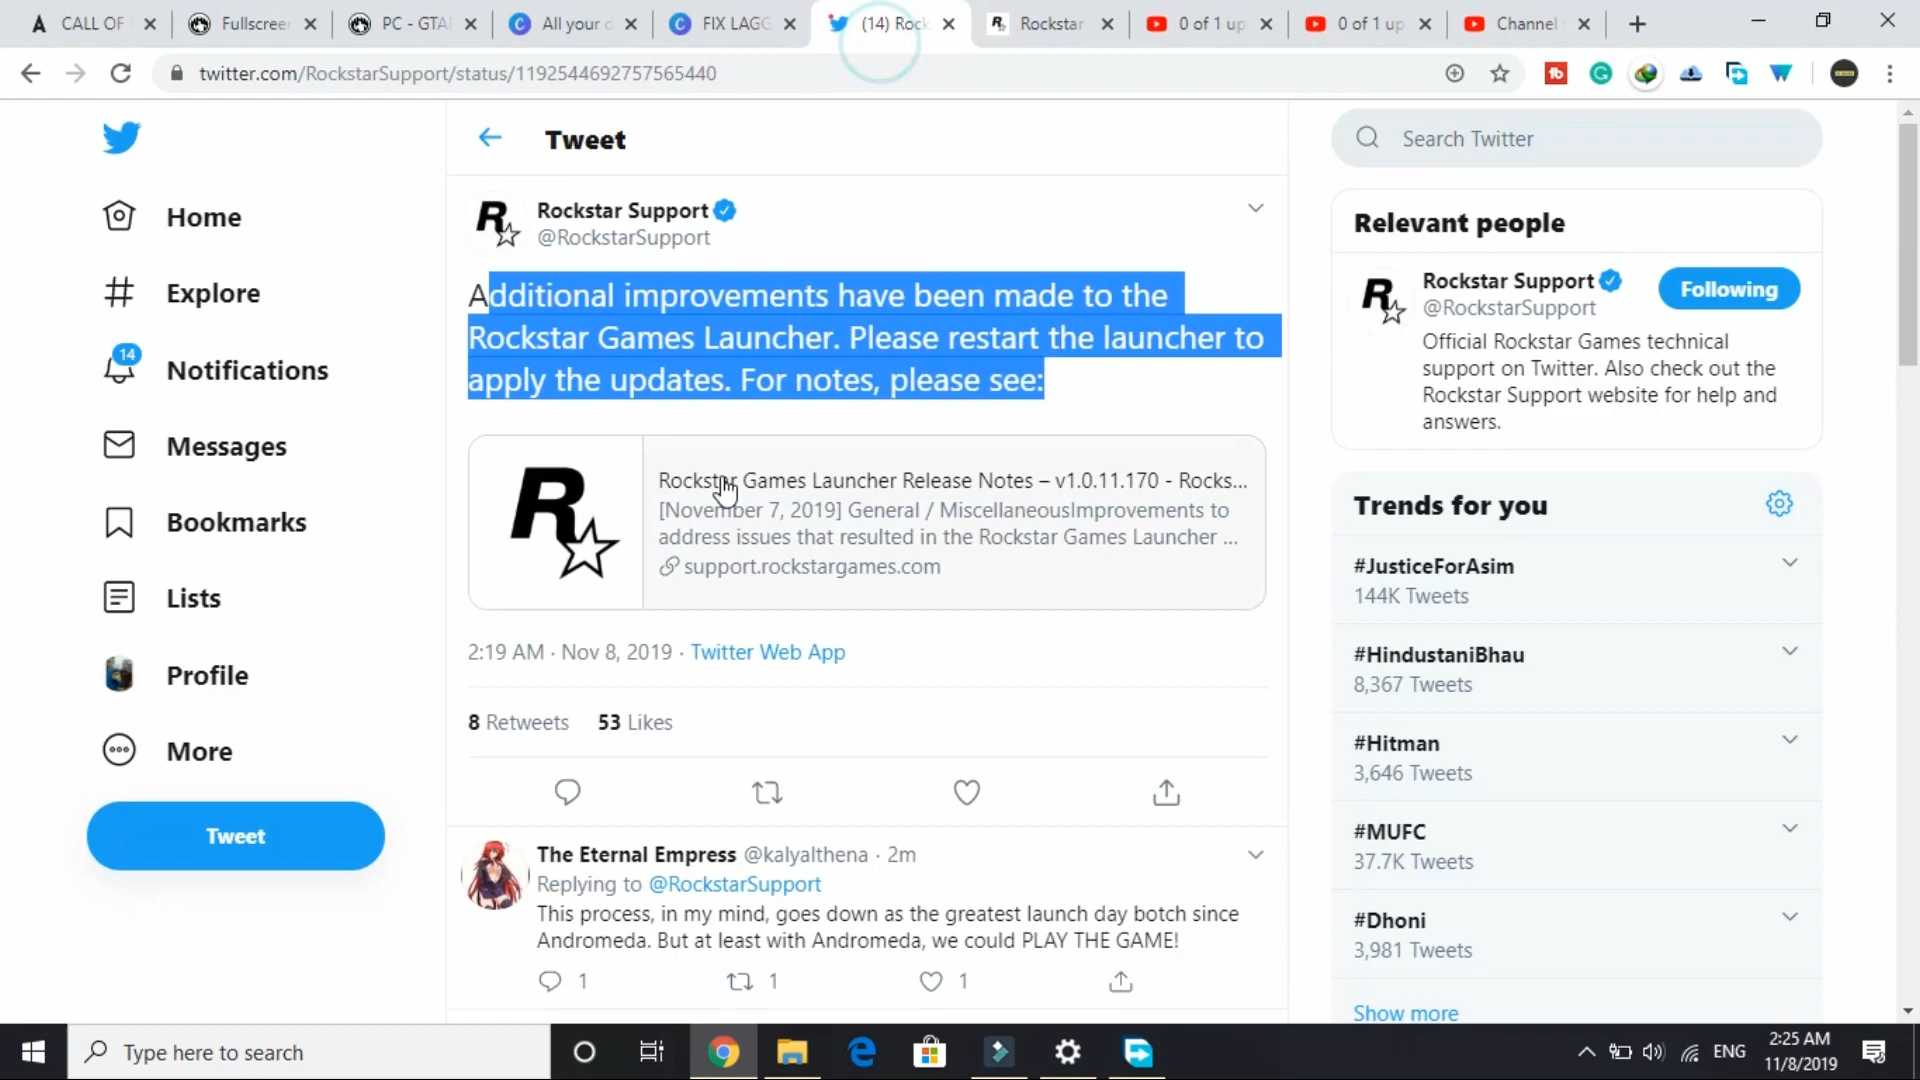 CALL OF
Fullscreen
PC - GTA
All your d
FIX LAGG
(14) Rock
Rockstar
0 of 1 up
0 of 1 up
Channel
twitter.com/RockstarSupport/status/1192544692757565440
Home
Explore
14
Notifications
Messages
Bookmarks
Lists
Profile
More
Tweet
Tweet
Rockstar Support
@RockstarSupport
Additional improvements have been made to the
Rockstar Games Launcher. Please restart the launcher to
apply the updates. For notes, please see:
Rockstar Games Launcher Release Notes – v1.0.11.170 - Rocks...
[November 7, 2019] General / MiscellaneousImprovements to
address issues that resulted in the Rockstar Games Launcher ...
support.rockstargames.com
2:19 AM · Nov 8, 2019 · Twitter Web App
8 Retweets 53 Likes
The Eternal Empress @kalyalthena · 2m
Replying to @RockstarSupport
This process, in my mind, goes down as the greatest launch day botch since
Andromeda. But at least with Andromeda, we could PLAY THE GAME!
1 1 1
Search Twitter
Relevant people
Rockstar Support
@RockstarSupport
Following
Official Rockstar Games technical
support on Twitter. Also check out the
Rockstar Support website for help and
answers.
Trends for you
#JusticeForAsim
144K Tweets
#HindustaniBhau
8,367 Tweets
#Hitman
3,646 Tweets
#MUFC
37.7K Tweets
#Dhoni
3,981 Tweets
Show more
Type here to search
ENG
2:25 AM
11/8/2019